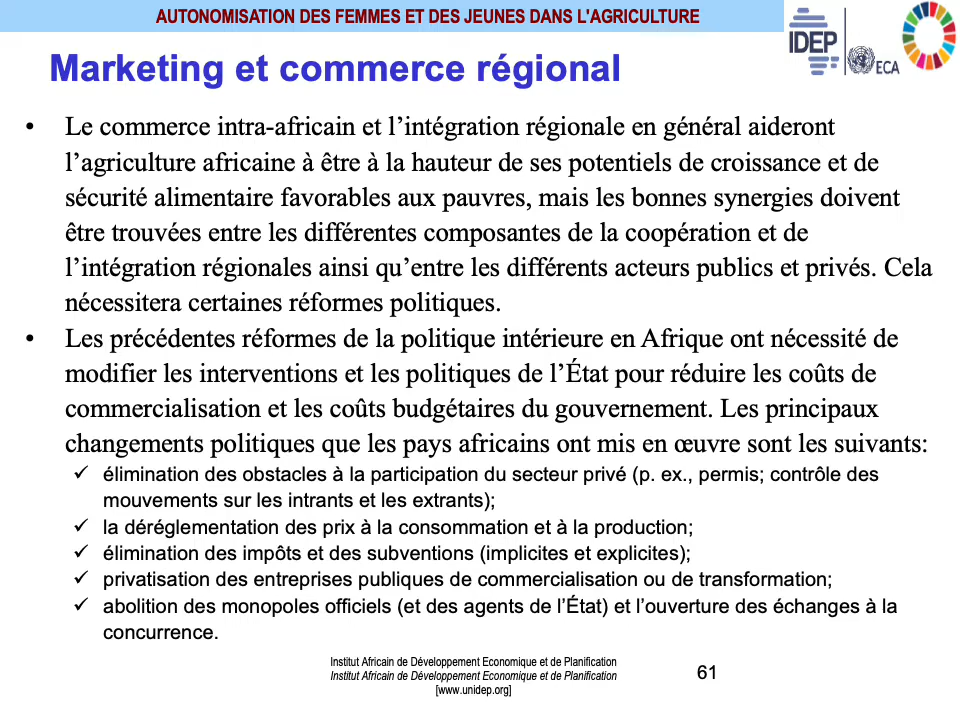 AUTONOMISATION DES FEMMES ET DES JEUNES DANS L'AGRICULTURE
IDEP
ECA
Marketing et commerce régional
• Le commerce intra-africain et l’intégration régionale en général aideront
l’agriculture africaine à être à la hauteur de ses potentiels de croissance et de
sécurité alimentaire favorables aux pauvres, mais les bonnes synergies doivent
être trouvées entre les différentes composantes de la coopération et de
l’intégration régionales ainsi qu’entre les différents acteurs publics et privés. Cela
nécessitera certaines réformes politiques.
• Les précédentes réformes de la politique intérieure en Afrique ont nécessité de
modifier les interventions et les politiques de l’État pour réduire les coûts de
commercialisation et les coûts budgétaires du gouvernement. Les principaux
changements politiques que les pays africains ont mis en œuvre sont les suivants:
✓ élimination des obstacles à la participation du secteur privé (p. ex., permis; contrôle des
mouvements sur les intrants et les extrants);
✓ la déréglementation des prix à la consommation et à la production;
✓ élimination des impôts et des subventions (implicites et explicites);
✓ privatisation des entreprises publiques de commercialisation ou de transformation;
✓ abolition des monopoles officiels (et des agents de l’État) et l’ouverture des échanges à la
concurrence.
Institut Africain de Développement Economique et de Planification
Institut Africain de Développement Economique et de Planification
[www.unidep.org]
61